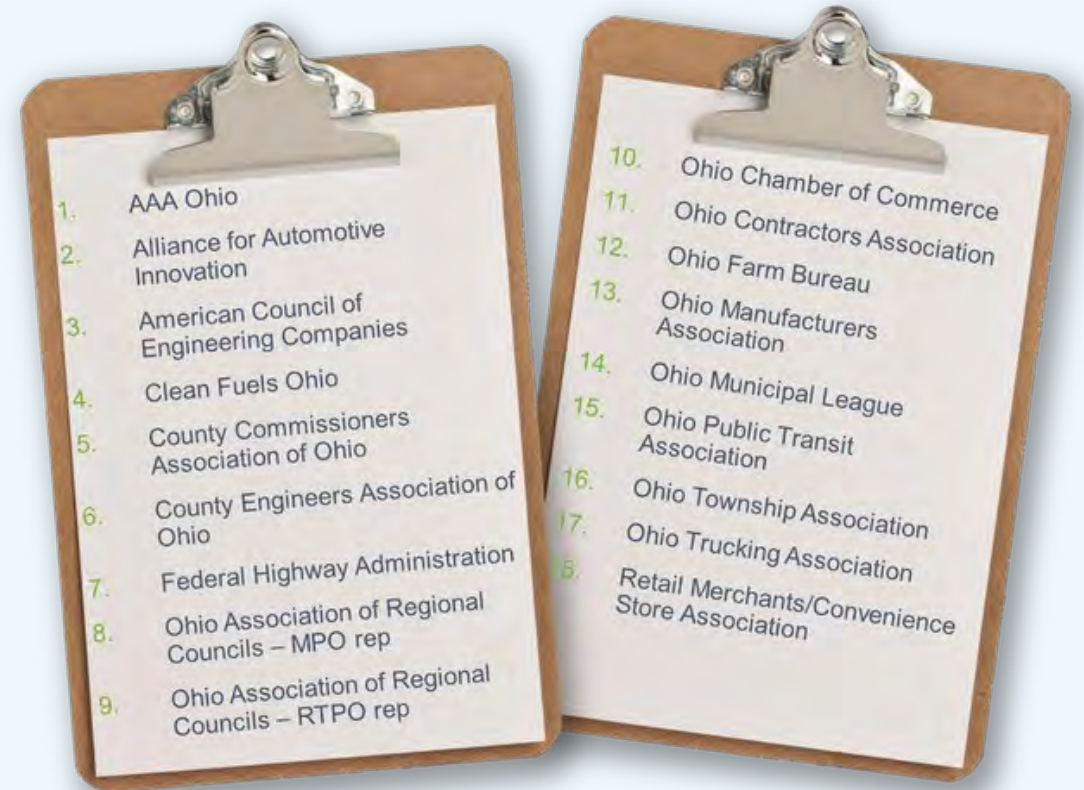 1. AAA Ohio
2. Alliance for Automotive
Innovation
3. American Council of
Engineering Companies
4. Clean Fuels Ohio
5. County Commissioners
Association of Ohio
6. County Engineers Association of
Ohio
7. Federal Highway Administration
8. Ohio Association of Regional
Councils – MPO rep
9. Ohio Association of Regional
Councils – RTPO rep
10. Ohio Chamber of Commerce
11. Ohio Contractors Association
12. Ohio Farm Bureau
13. Ohio Manufacturers
Association
14. Ohio Municipal League
15. Ohio Public Transit
Association
16. Ohio Township Association
17. Ohio Trucking Association
18. Retail Merchants/Convenience
Store Association